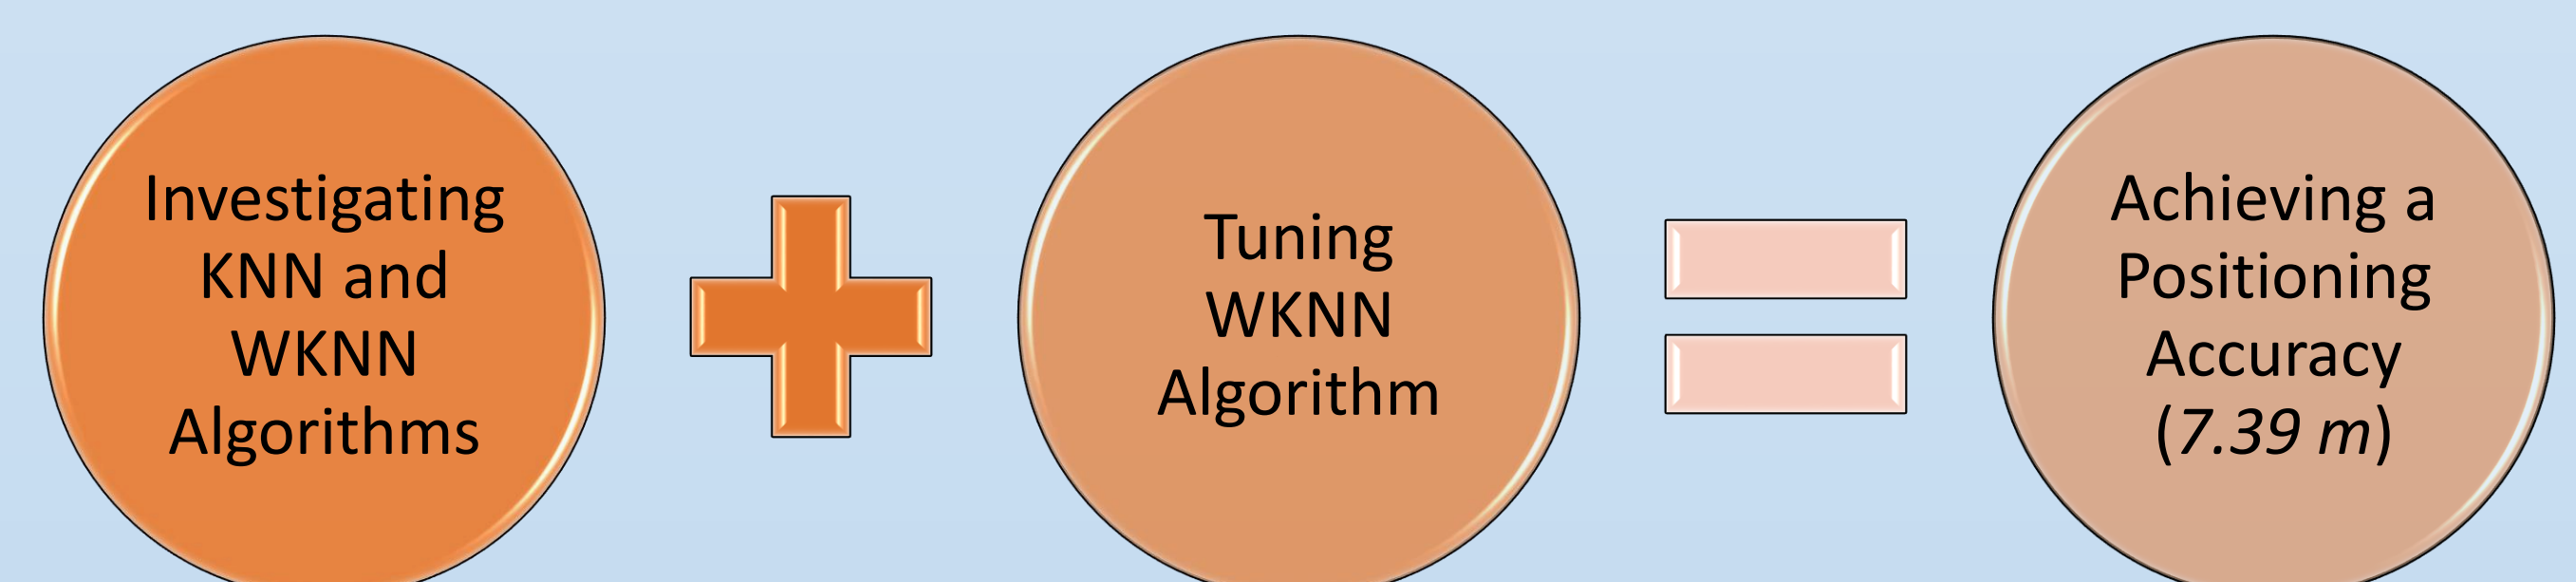 Investigating
KNN and
WKNN
Algorithms
Tuning
WKNN
Algorithm
Achieving a
Positioning
Accuracy
(7.39 m)